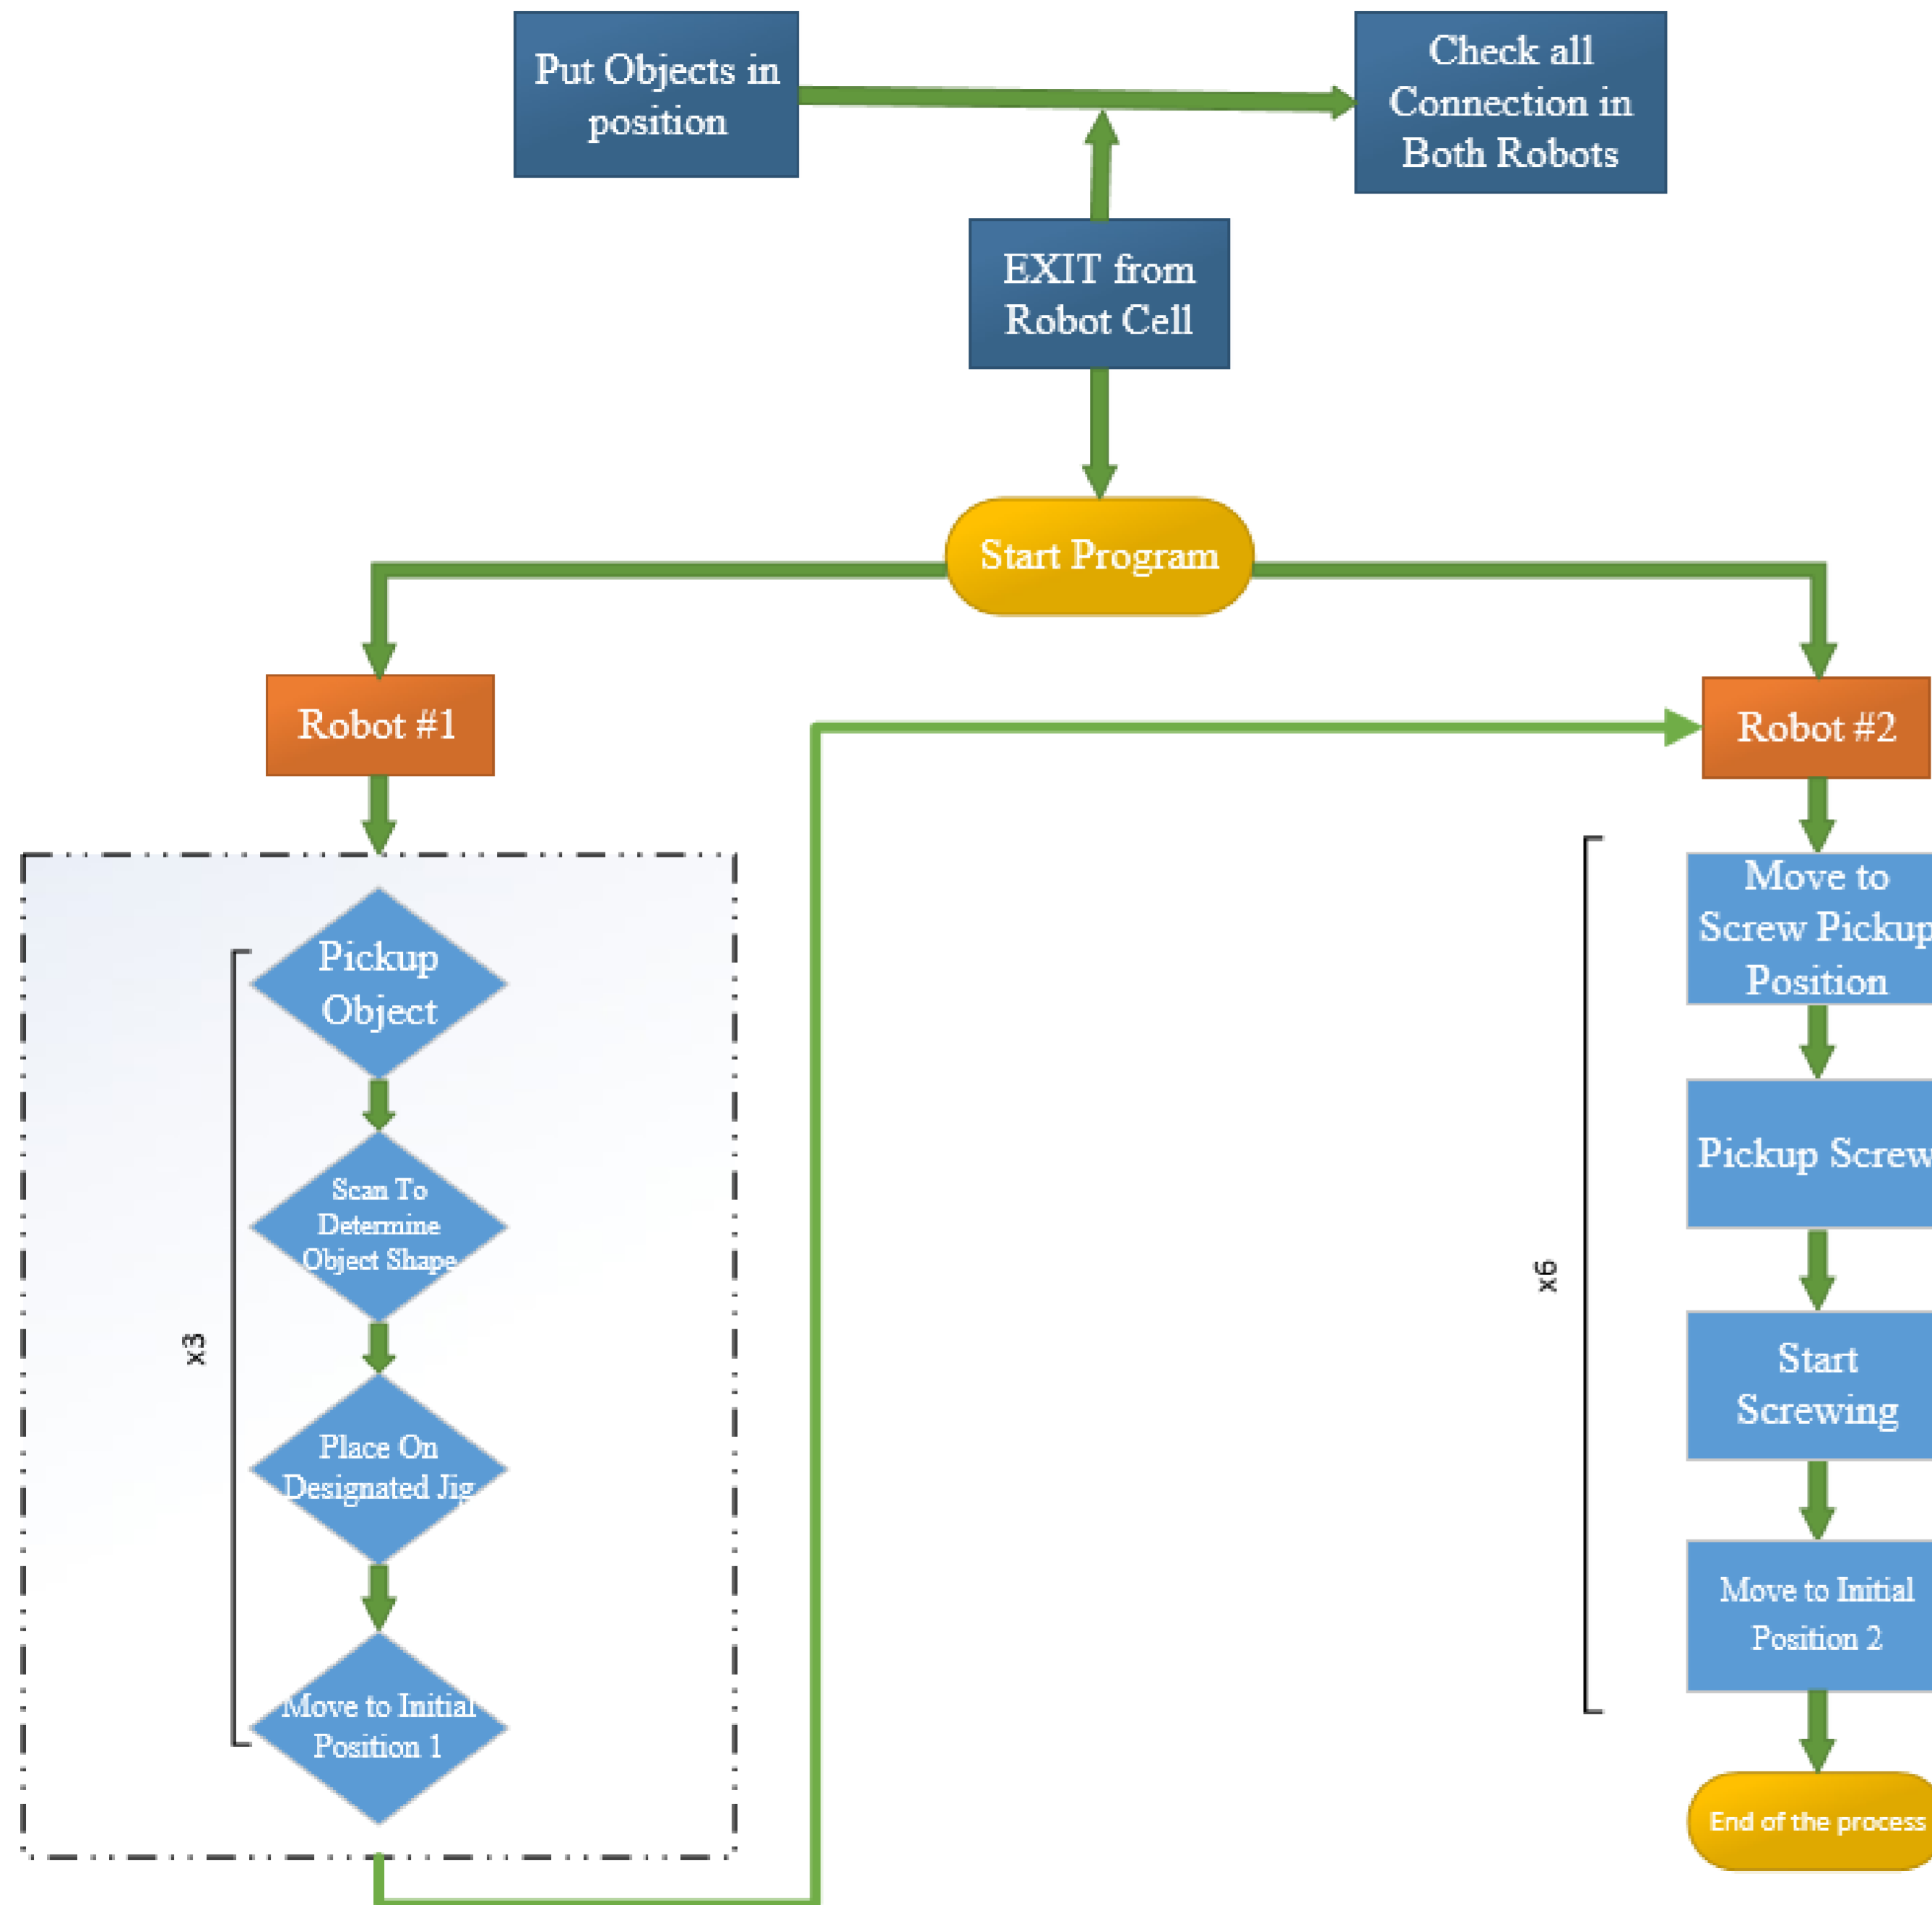 Put Objects in
position
Check all
Connection in
Both Robots
EXIT from
Robot Cell
Start Program
Robot #1
Robot #2
Pickup
Object
Scan To
Determine
Object Shape
Place On
Designated Jig
Move to Initial
Position 1
x3
Move to
Screw Pickup
Position
Pickup Screw
Start
Screwing
Move to Initial
Position 2
x6
End of the process